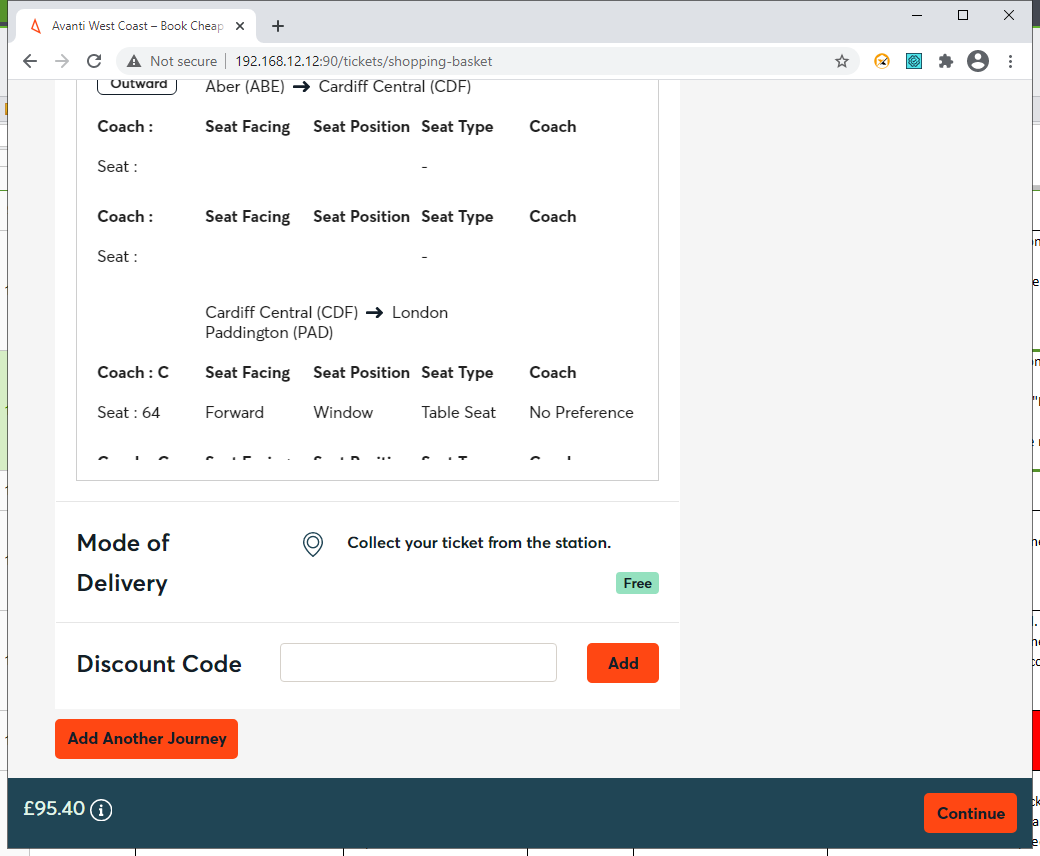 Avanti West Coast – Book Cheap
Not secure
192.168.12.12:90/tickets/shopping-basket
Outward Aber (ABE) ➔ Cardiff Central (CDF)
Coach : Seat Facing Seat Position Seat Type Coach
Seat : -
Coach : Seat Facing Seat Position Seat Type Coach
Seat : -
Cardiff Central (CDF) ➔ London
Paddington (PAD)
Coach : C Seat Facing Seat Position Seat Type Coach
Seat : 64 Forward Window Table Seat No Preference
Mode of
Delivery
Collect your ticket from the station.
Free
Discount Code
Add
Add Another Journey
£95.40
Continue